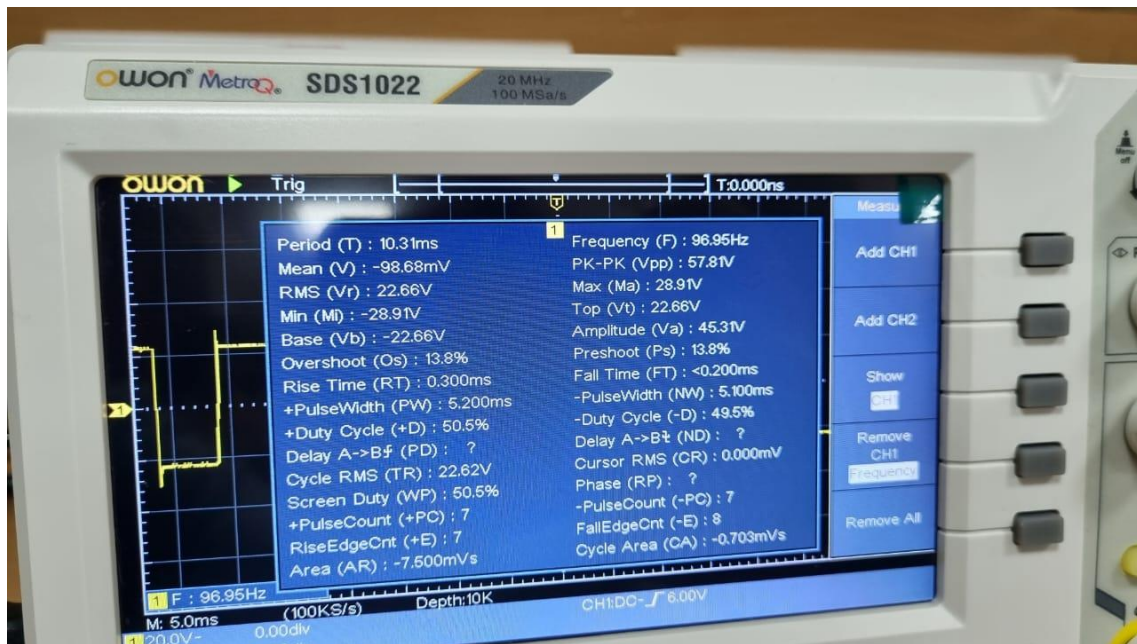 owon MetroQ. SDS1022 20 MHz
100 MSa/s
Menu
off
owon Trig T:0.000ns
T
Measu
1
Period (T) : 10.31ms Frequency (F) : 96.95Hz
Mean (V) : -98.68mV PK-PK (Vpp) : 57.81V
RMS (Vr) : 22.66V Max (Ma) : 28.91V
Min (Mi) : -28.91V Top (Vt) : 22.66V
Base (Vb) : -22.66V Amplitude (Va) : 45.31V
Overshoot (Os) : 13.8% Preshoot (Ps) : 13.8%
Rise Time (RT) : 0.300ms Fall Time (FT) : <0.200ms
+PulseWidth (PW) : 5.200ms -PulseWidth (NW) : 5.100ms
+Duty Cycle (+D) : 50.5% -Duty Cycle (-D) : 49.5%
Delay A->B⨍ (PD) : ? Delay A->B⨎ (ND) : ?
Cycle RMS (TR) : 22.62V Cursor RMS (CR) : 0.000mV
Screen Duty (WP) : 50.5% Phase (RP) : ?
+PulseCount (+PC) : 7 -PulseCount (-PC) : 7
RiseEdgeCnt (+E) : 7 FallEdgeCnt (-E) : 8
Area (AR) : -7.500mVs Cycle Area (CA) : -0.703mVs
Add CH1
Add CH2
Show
CH1
Remove
CH1
Frequency
Remove All
1
1 F : 96.95Hz
M: 5.0ms (100KS/s) Depth:10K CH1:DC- 6.00V
1 20.0V~ 0.00div